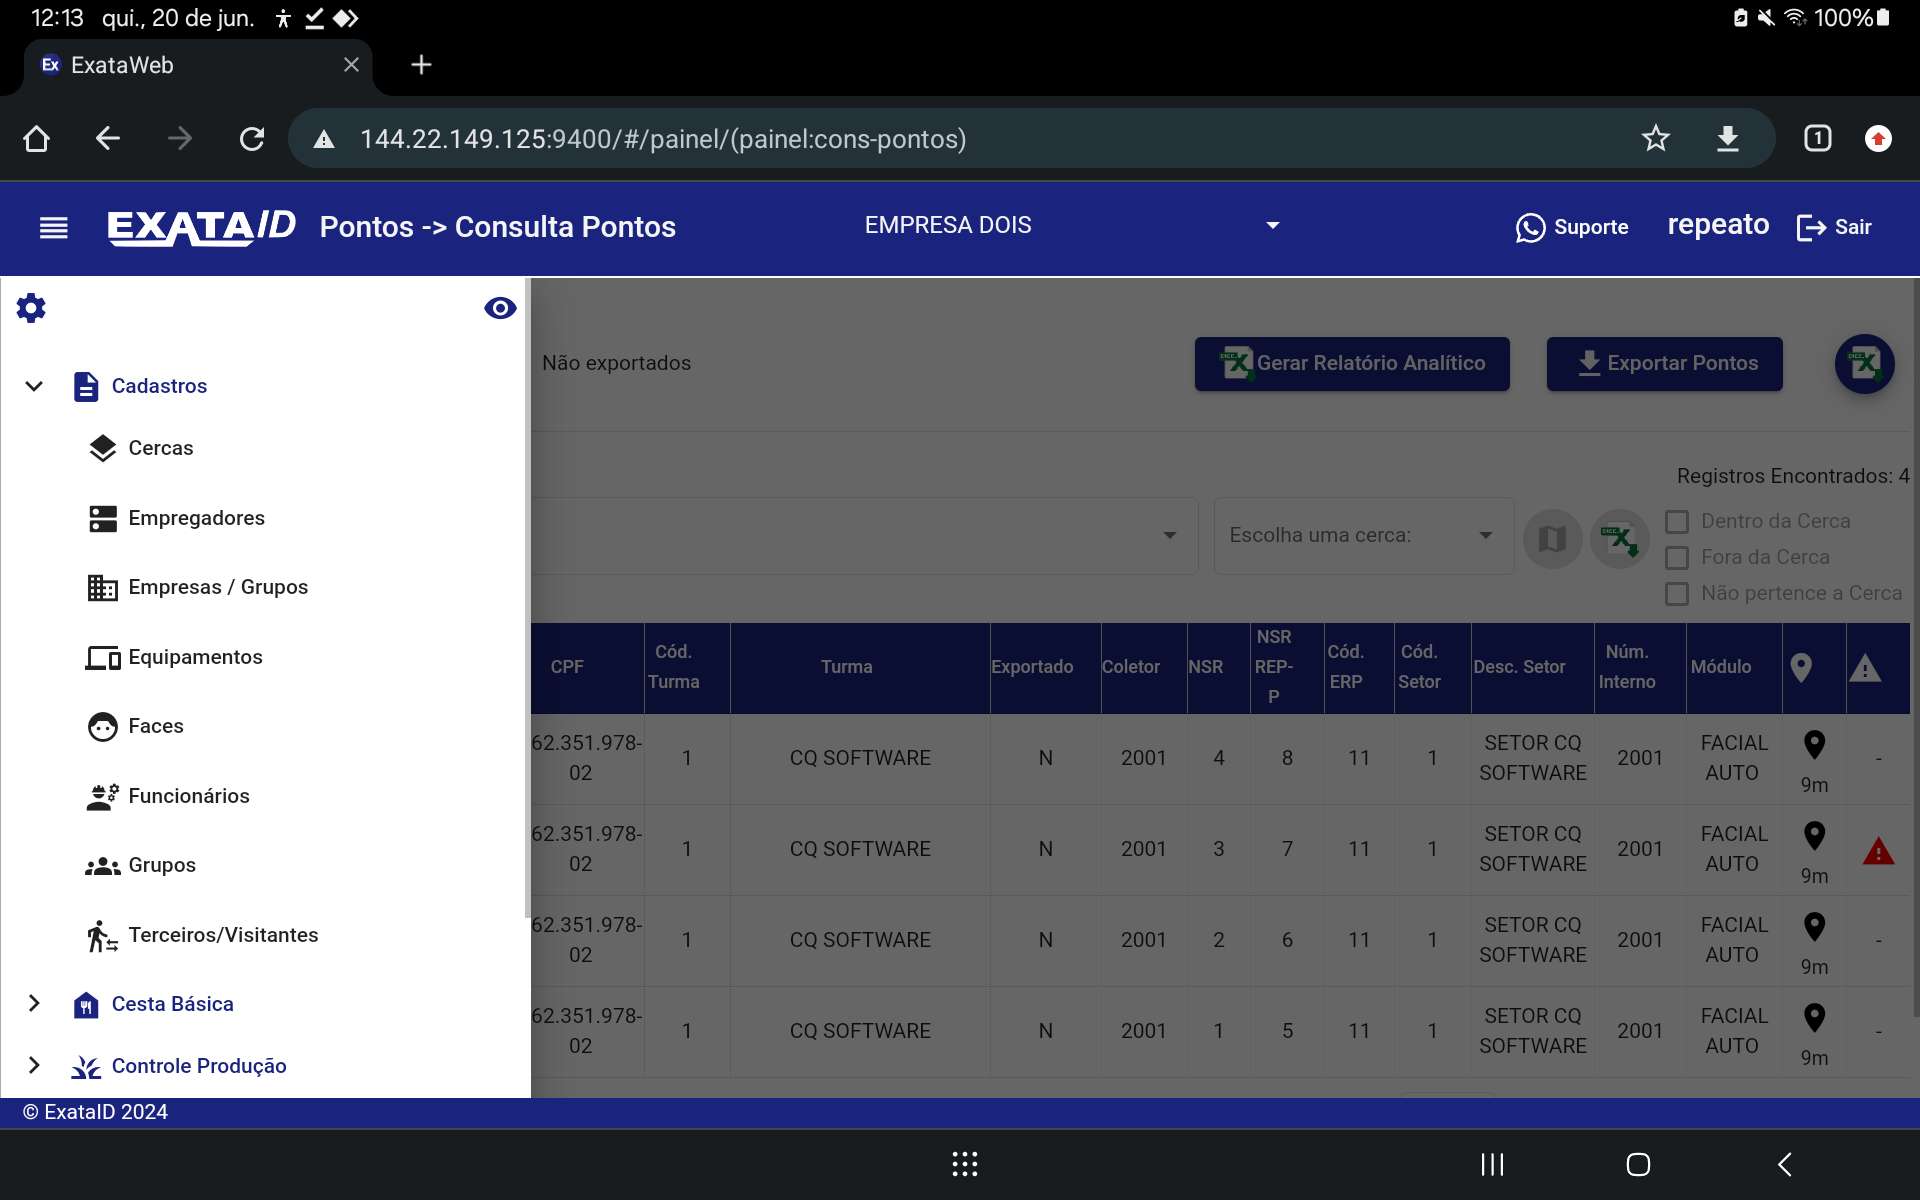 12:13 qui., 20 de jun. 100%
Ex ExataWeb
144.22.149.125:9400/#/painel/(painel:cons-pontos) 1
EXATAID Pontos -> Consulta Pontos EMPRESA DOIS Suporte repeato Sair
Cadastros
Cercas
Empregadores
Empresas / Grupos
Equipamentos
Faces
Funcionários
Grupos
Terceiros/Visitantes
Cesta Básica
Controle Produção
Não exportados Gerar Relatório Analítico Exportar Pontos
Registros Encontrados: 4
Escolha uma cerca:
Dentro da Cerca
Fora da Cerca
Não pertence a Cerca
CPF Cód. Turma Turma Exportado Coletor NSR NSR REP-P Cód. ERP Cód. Setor Desc. Setor Núm. Interno Módulo
62.351.978-02 1 CQ SOFTWARE N 2001 4 8 11 1 SETOR CQ SOFTWARE 2001 FACIAL AUTO 9m -
62.351.978-02 1 CQ SOFTWARE N 2001 3 7 11 1 SETOR CQ SOFTWARE 2001 FACIAL AUTO 9m
62.351.978-02 1 CQ SOFTWARE N 2001 2 6 11 1 SETOR CQ SOFTWARE 2001 FACIAL AUTO 9m -
62.351.978-02 1 CQ SOFTWARE N 2001 1 5 11 1 SETOR CQ SOFTWARE 2001 FACIAL AUTO 9m -
© ExataID 2024